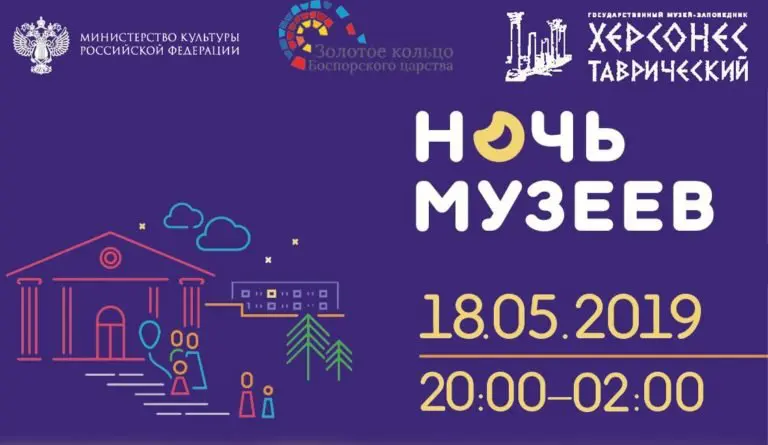 МИНИСТЕРСТВО КУЛЬТУРЫ
РОССИЙСКОЙ ФЕДЕРАЦИИ
Золотое кольцо
Боспорского царства
ГОСУДАРСТВЕННЫЙ МУЗЕЙ-ЗАПОВЕДНИК
ХЕРСОНЕС
ТАВРИЧЕСКИЙ
НОЧЬ
МУЗЕЕВ
18.05.2019
20:00–02:00